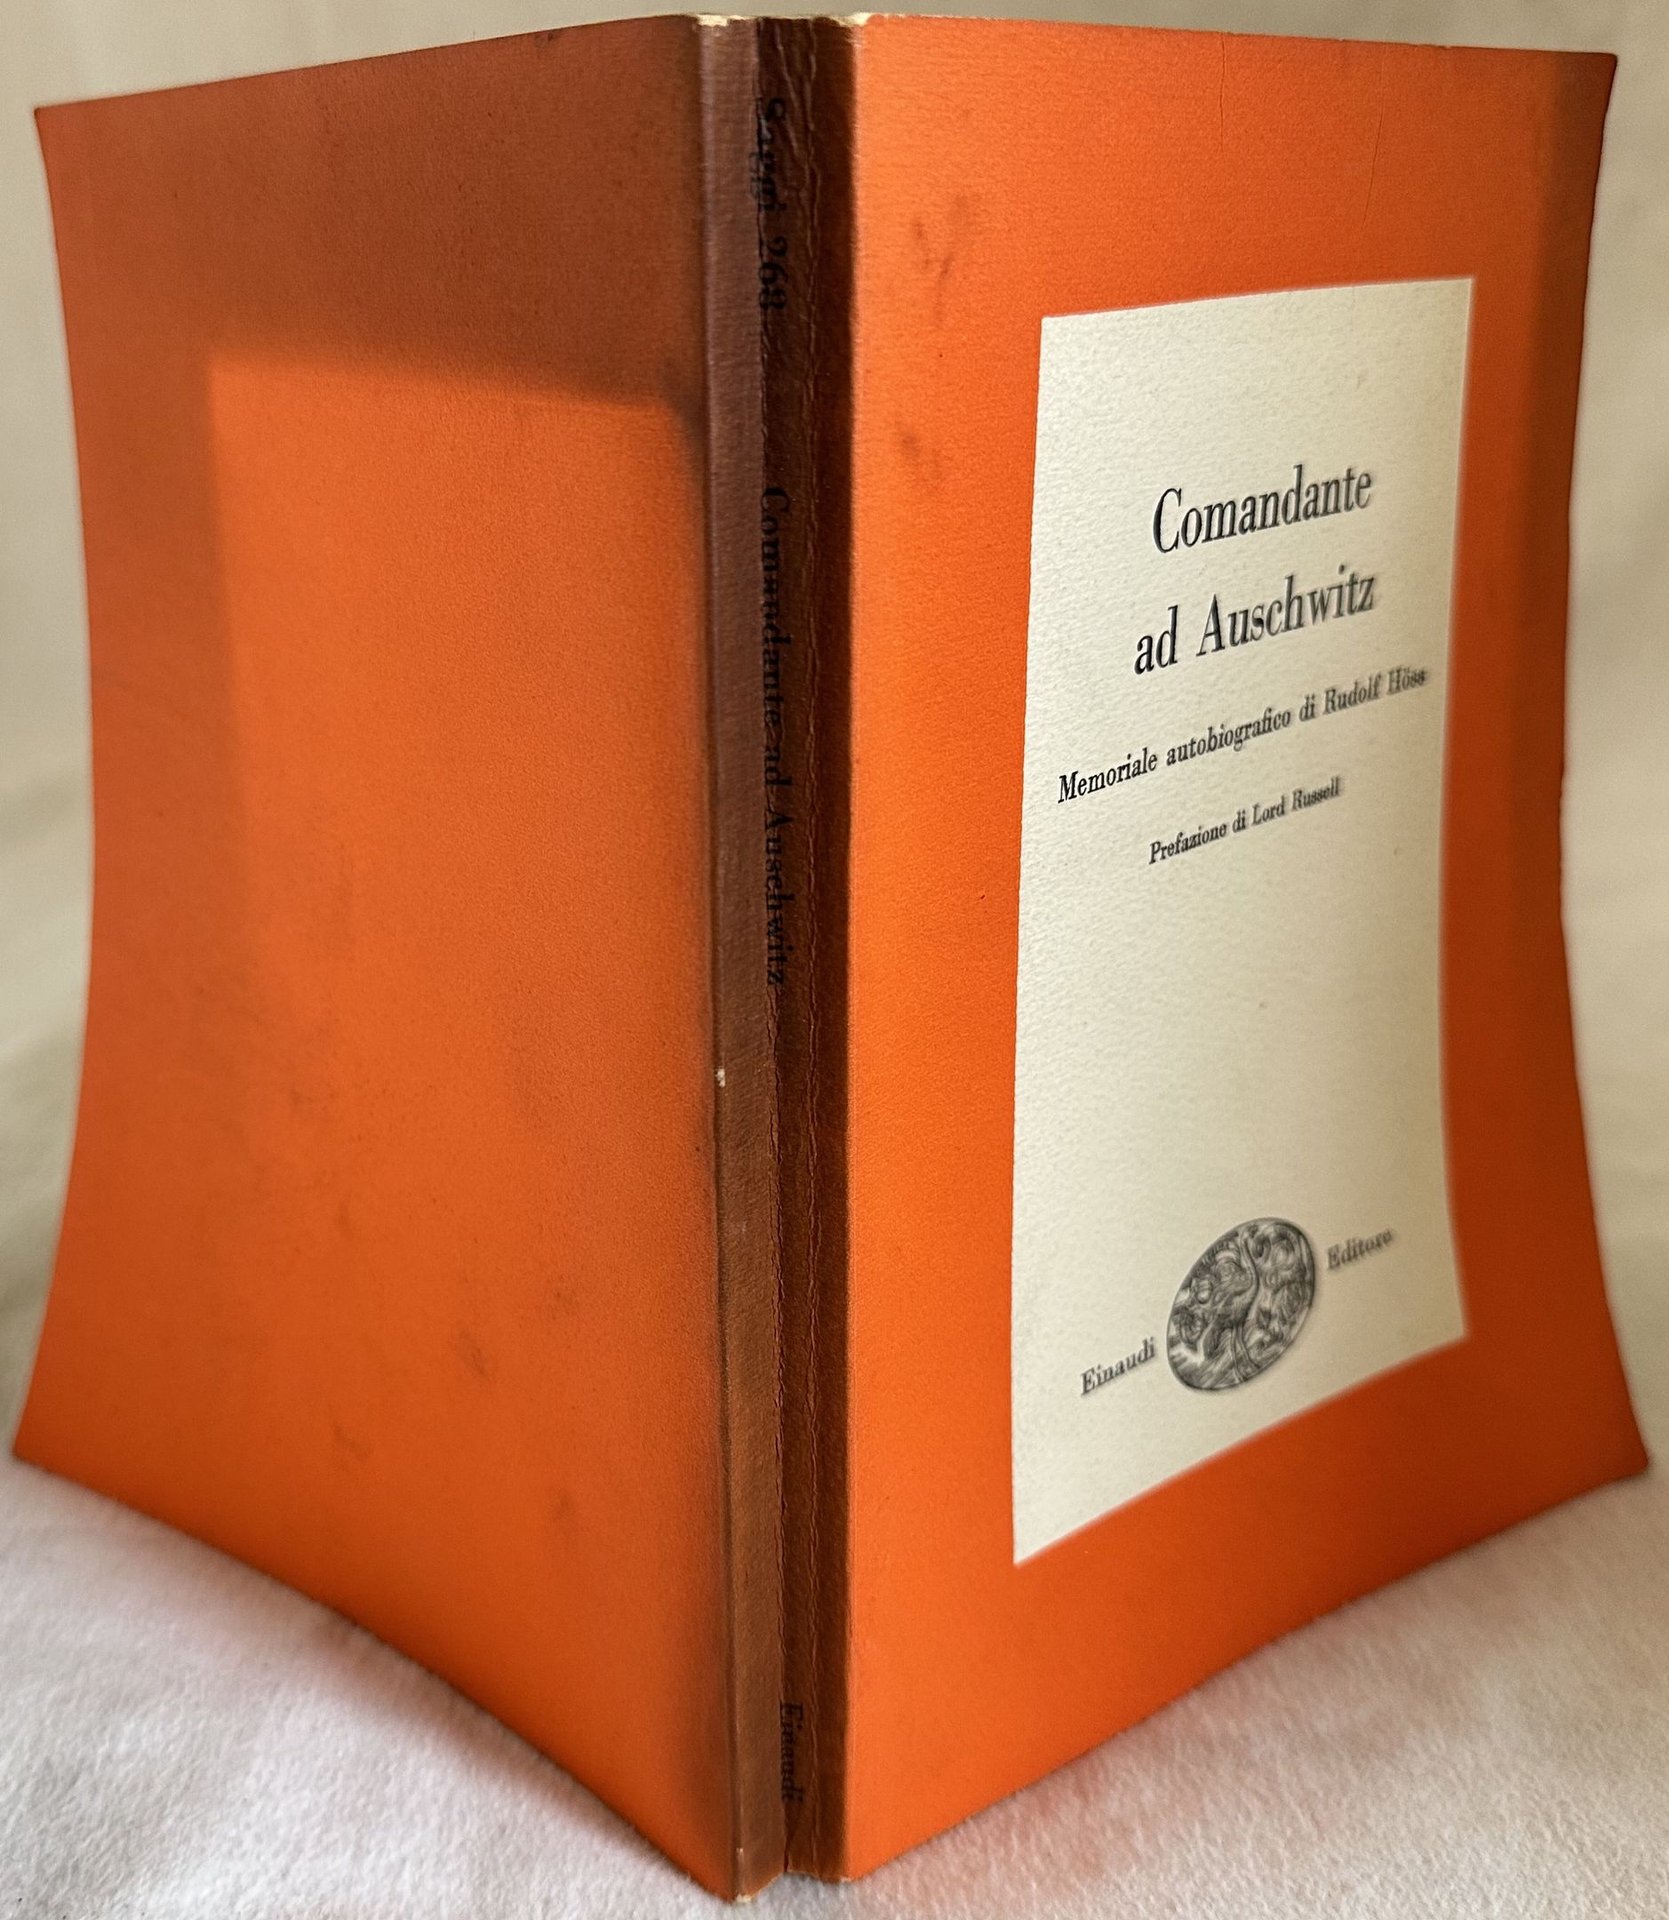 Saggi 268
Comandante ad Auschwitz
Einaudi
Comandante
ad Auschwitz
Memoriale autobiografico di Rudolf Höss
Prefazione di Lord Russell
Einaudi Editore